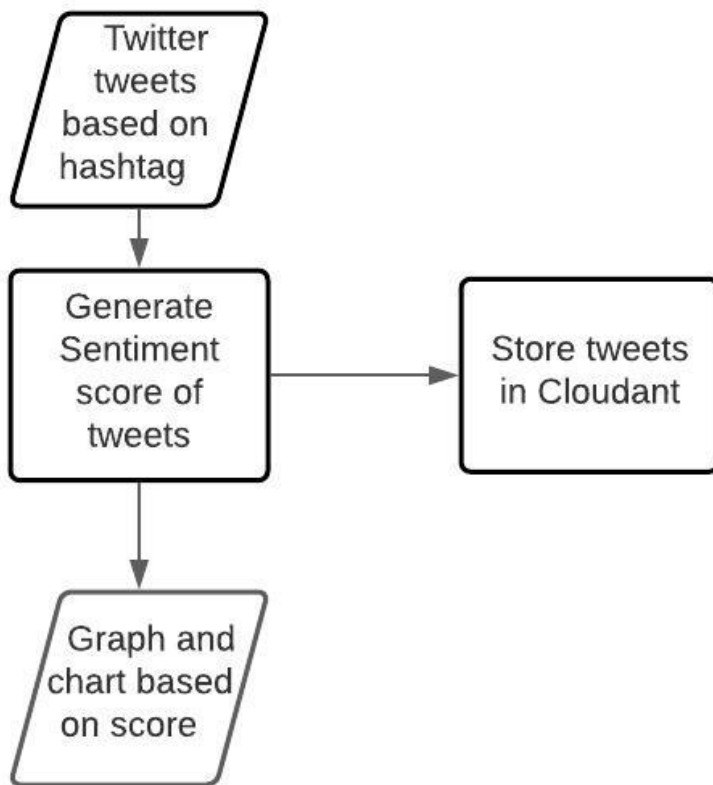 Twitter
tweets
based on
hashtag
Generate
Sentiment
score of
tweets
Store tweets
in Cloudant
Graph and
chart based
on score